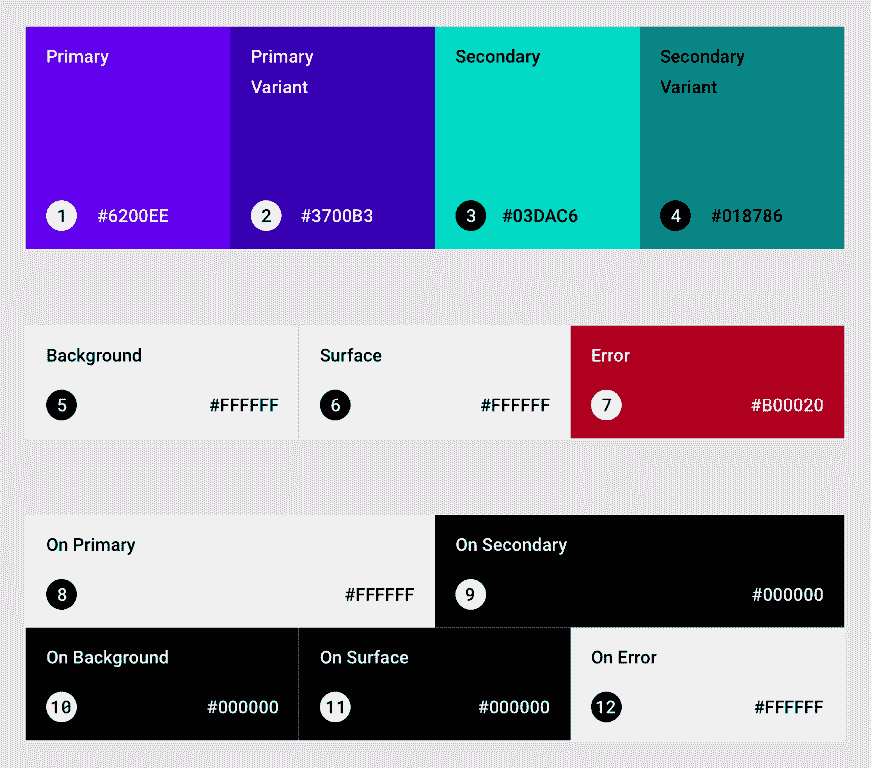 Primary
1 #6200EE
Primary
Variant
2 #3700B3
Secondary
3 #03DAC6
Secondary
Variant
4 #018786
Background
5 #FFFFFF
Surface
6 #FFFFFF
Error
7 #B00020
On Primary
8 #FFFFFF
On Secondary
9 #000000
On Background
10 #000000
On Surface
11 #000000
On Error
12 #FFFFFF